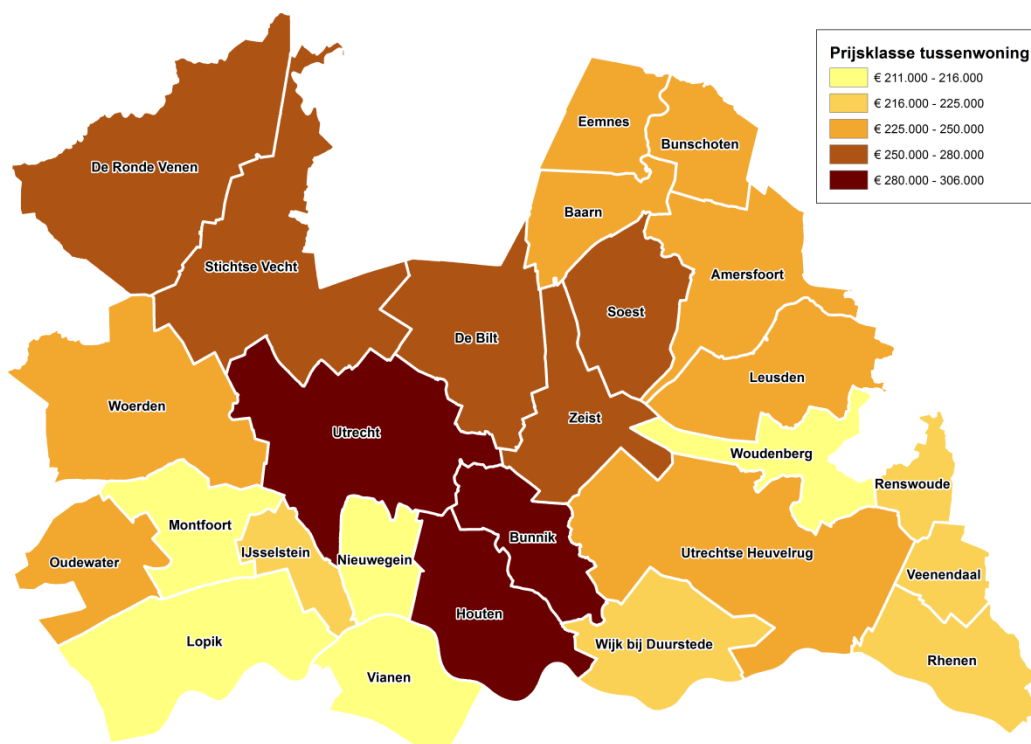 Prijsklasse tussenwoning
€ 211.000 - 216.000
€ 216.000 - 225.000
€ 225.000 - 250.000
€ 250.000 - 280.000
€ 280.000 - 306.000
Eemnes
Bunschoten
De Ronde Venen
Baarn
Stichtse Vecht
Amersfoort
Soest
De Bilt
Leusden
Woerden
Zeist
Utrecht
Woudenberg
Renswoude
Montfoort
Bunnik
IJsselstein
Nieuwegein
Utrechtse Heuvelrug
Oudewater
Veenendaal
Houten
Lopik
Wijk bij Duurstede
Rhenen
Vianen